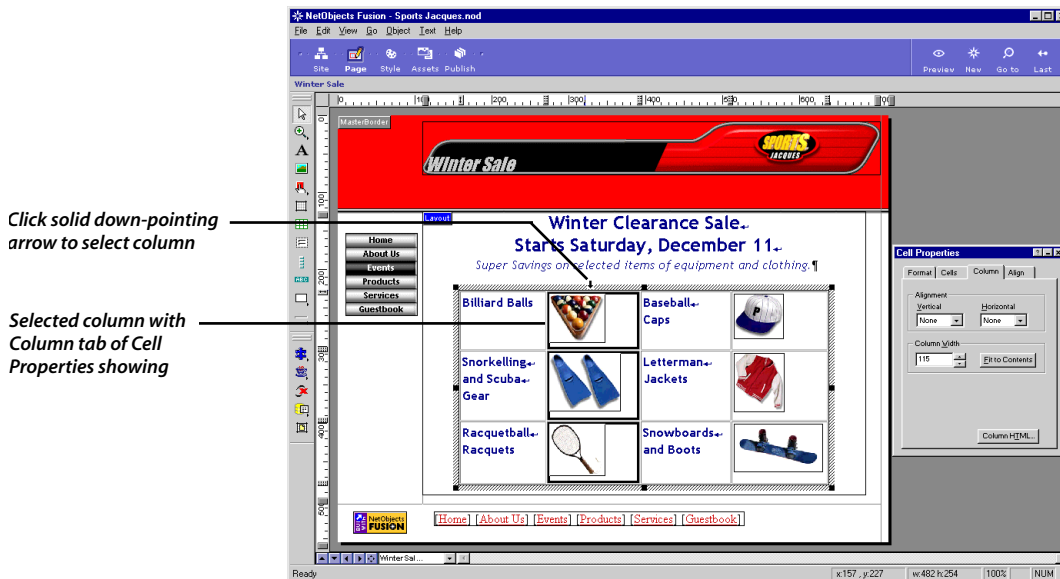 NetObjects Fusion - Sports Jacques.nod
File Edit View Go Object Text Help
Site Page Style Assets Publish
Preview New Go to Last
Winter Sale
MasterBorder
Winter Sale
SPORTS
JACQUES
Click solid down-pointing
arrow to select column
Layout
Winter Clearance Sale
Starts Saturday, December 11
Super Savings on selected items of equipment and clothing.¶
Home
About Us
Events
Products
Services
Guestbook
Selected column with
Column tab of Cell
Properties showing
Billiard Balls
Baseball
Caps
Snorkelling
and Scuba
Gear
Letterman
Jackets
Racquetball
Racquets
Snowboards
and Boots
Cell Properties
Format Cells Column Align
Alignment
Vertical Horizontal
None None
Column Width
115 Fit to Contents
Column HTML...
NetObjects
FUSION
[Home] [About Us] [Events] [Products] [Services] [Guestbook]
Winter Sal...
Ready x:157 , y:227 w:482 h:254 100% NUM